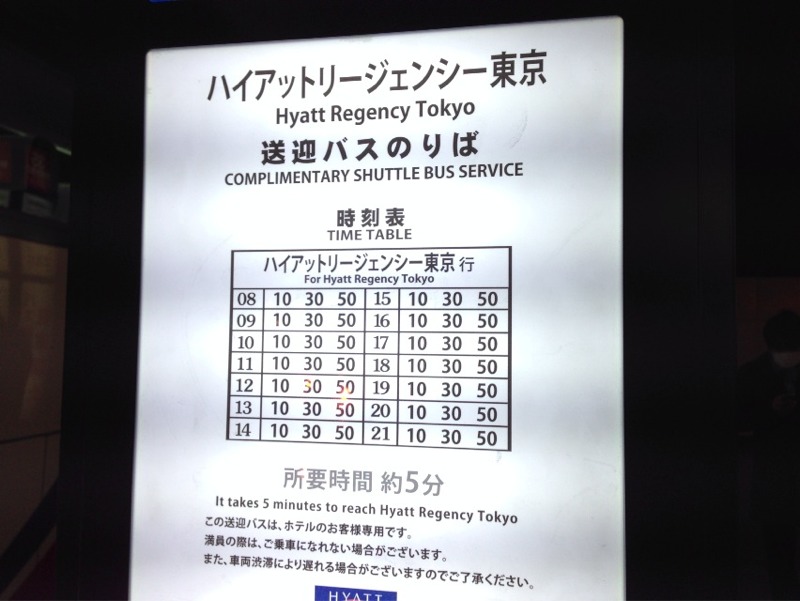 ハイアットリージェンシー東京
Hyatt Regency Tokyo
送迎バスのりば
COMPLIMENTARY SHUTTLE BUS SERVICE
時刻表
TIME TABLE
ハイアットリージェンシー東京 行
For Hyatt Regency Tokyo
08 10 30 50 15 10 30 50
09 10 30 50 16 10 30 50
10 10 30 50 17 10 30 50
11 10 30 50 18 10 30 50
12 10 30 50 19 10 30 50
13 10 30 50 20 10 30 50
14 10 30 50 21 10 30 50
所要時間 約5分
It takes 5 minutes to reach Hyatt Regency Tokyo
この送迎バスは、ホテルのお客様専用です。
満員の際は、ご乗車になれない場合がございます。
また、車両渋滞により遅れる場合がございますのでご了承ください。
HYATT